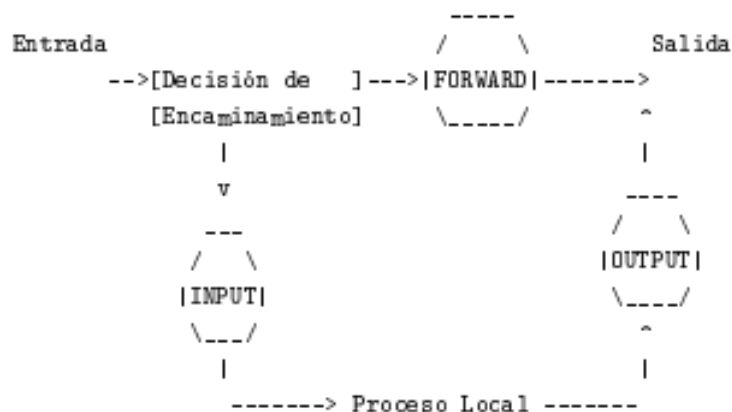 Entrada Salida
-->[Decisión de ]--->|FORWARD|------->
[Encaminamiento]
|INPUT| |OUTPUT|
-------> Proceso Local -------